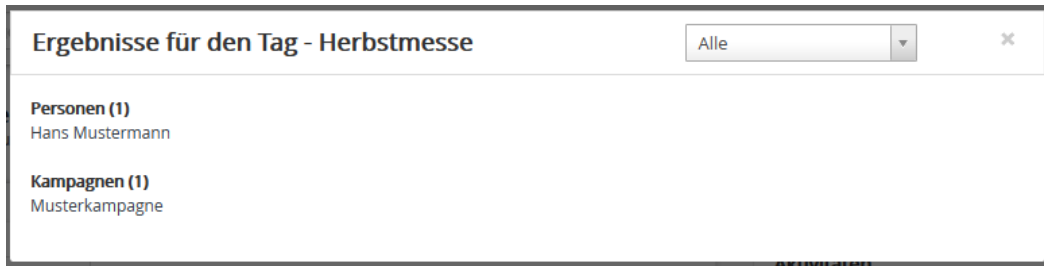 Ergebnisse für den Tag - Herbstmesse
Alle
Personen (1)
Hans Mustermann
Kampagnen (1)
Musterkampagne